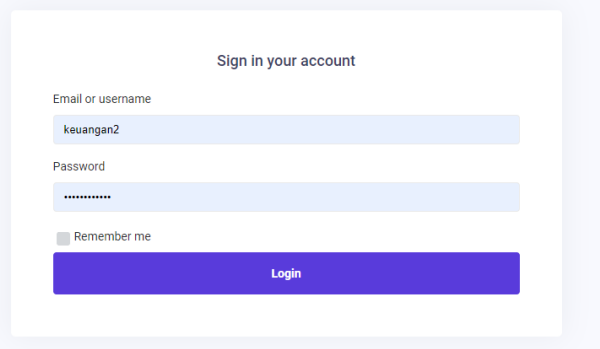 Sign in your account
Email or username
keuangan2
Password
••••••••••••
Remember me
Login